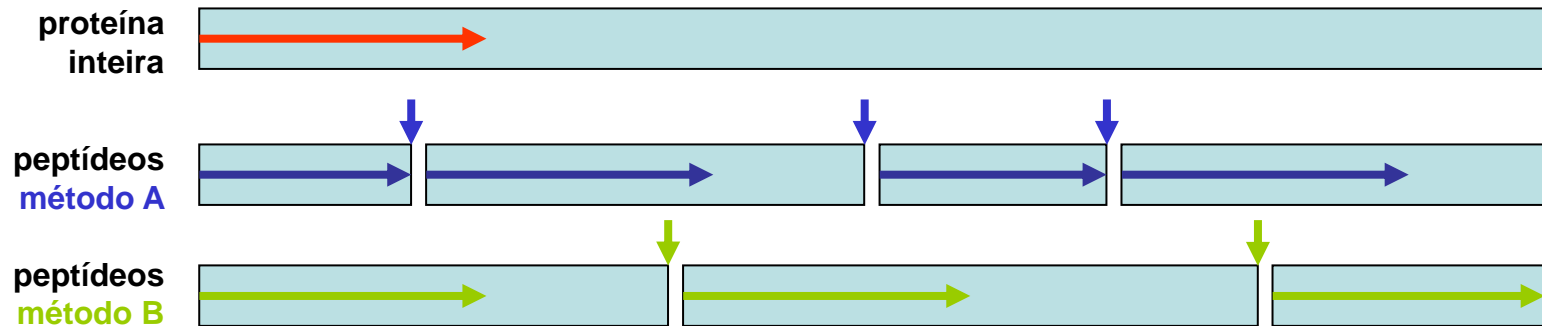 proteína
inteira
peptídeos
método A
peptídeos
método B